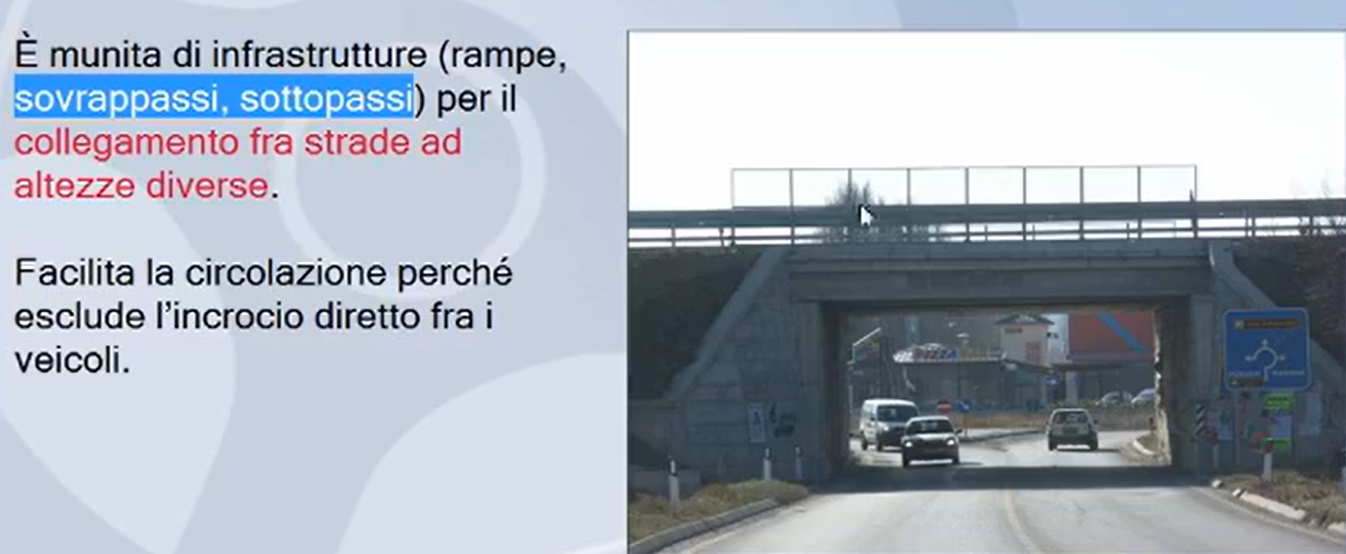 È munita di infrastrutture (rampe,
sovrappassi, sottopassi) per il
collegamento fra strade ad
altezze diverse.
Facilita la circolazione perché
esclude l'incrocio diretto fra i
veicoli.
PIZZA